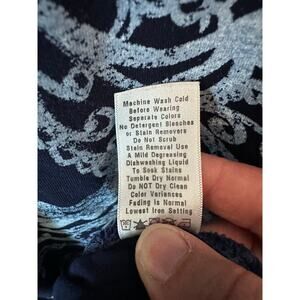 Machine Wash Cold
Before Wearing
Separate Colors
No Detergent Bleaches
or Stain Removers
Do Not Scrub
Stain Removal Use
A Mild Degreasing
Dishwashing Liquid
To Soak Stains
Tumble Dry Normal
Do NOT Dry Clean
Color Variances
Fading is Normal
Lowest Iron Setting